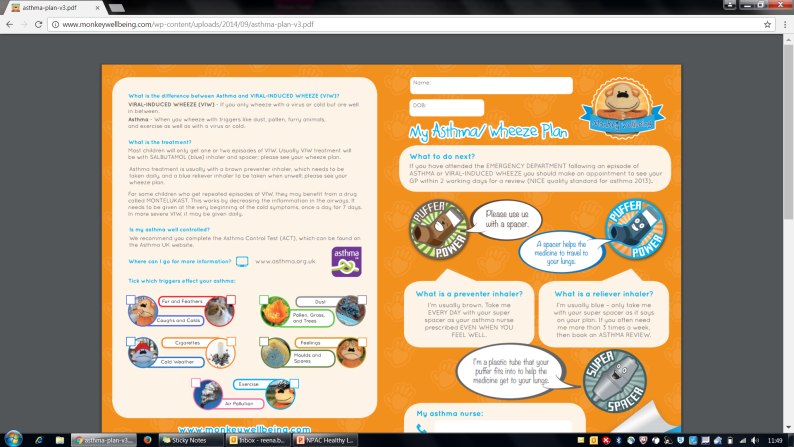 asthma-plan-v3.pdf
www.monkeywellbeing.com/wp-content/uploads/2014/09/asthma-plan-v3.pdf
What is the difference between Asthma and VIRAL-INDUCED WHEEZE (VIW)?
VIRAL-INDUCED WHEEZE (VIW) - If you only wheeze with a virus or cold but are well
in between.
Asthma - When you wheeze with triggers like dust, pollen, furry animals,
and exercise as well as with a virus or cold.
What is the treatment?
Most children will only get one or two episodes of VIW. Usually VIW treatment will
be with SALBUTAMOL (blue) inhaler and spacer; please see your wheeze plan.
Asthma treatment is usually with a brown preventer inhaler, which needs to be
taken daily and a blue reliever inhaler to be taken when unwell; please see your
wheeze plan.
For some children who get repeated episodes of VIW, they may benefit from a drug
called MONTELUKAST. This works by decreasing the inflammation in the airways. It
needs to be given at the very beginning of the cold symptoms, once a day for 7 days.
In more severe VIW, it may be given daily.
Is my asthma well controlled?
We recommend you complete the Asthma Control Test (ACT), which can be found on
the Asthma UK website.
Where can I go for more information?
www.asthma.org.uk
asthma
Tick which triggers effect your asthma:
Fur and Feathers
Coughs and Colds
Dust
Pollen, Grass,
and Trees
Cigarettes
Cold Weather
Feelings
Moulds and
Spores
Exercise
Air Pollution
www.monkeywellbeing.com
Name:
DOB:
Monkeywellbeing
My Asthma/ Wheeze Plan
What to do next?
If you have attended the EMERGENCY DEPARTMENT following an episode of
ASTHMA or VIRAL-INDUCED WHEEZE you should make an appointment to see your
GP within 2 working days for a review (NICE quality standard for asthma 2013).
PUFFER
POWER
Please use us
with a spacer.
A spacer helps the
medicine to travel to
your lungs.
PUFFER
POWER
What is a preventer inhaler?
I'm usually brown. Take me
EVERY DAY with your super
spacer as your asthma nurse
prescribed EVEN WHEN YOU
FEEL WELL.
What is a reliever inhaler?
I'm usually blue - only take me
with your super spacer as it says
on your plan. If you often need
me more than 3 times a week,
then book an ASTHMA REVIEW.
I'm a plastic tube that your
puffer fits into to help the
medicine get to your lungs.
SUPER
SPACER
My asthma nurse:
asthma-plan-v3....
Sticky Notes
Inbox - reena.b...
NPAC Healthy L...
11:49